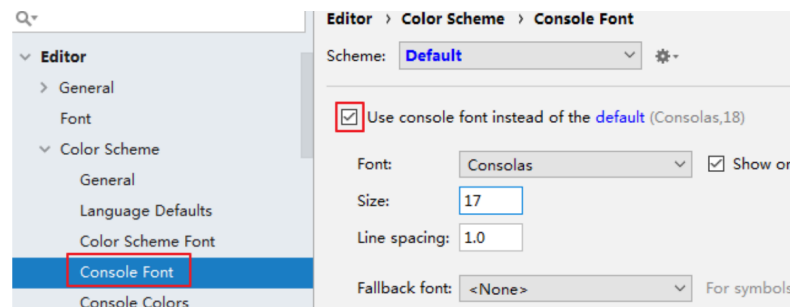 Editor
General
Font
Color Scheme
General
Language Defaults
Color Scheme Font
Console Font
Console Colors
Editor › Color Scheme › Console Font
Scheme: Default
Use console font instead of the default (Consolas,18)
Font: Consolas Show
Size: 17
Line spacing: 1.0
Fallback font: <None> For symbols